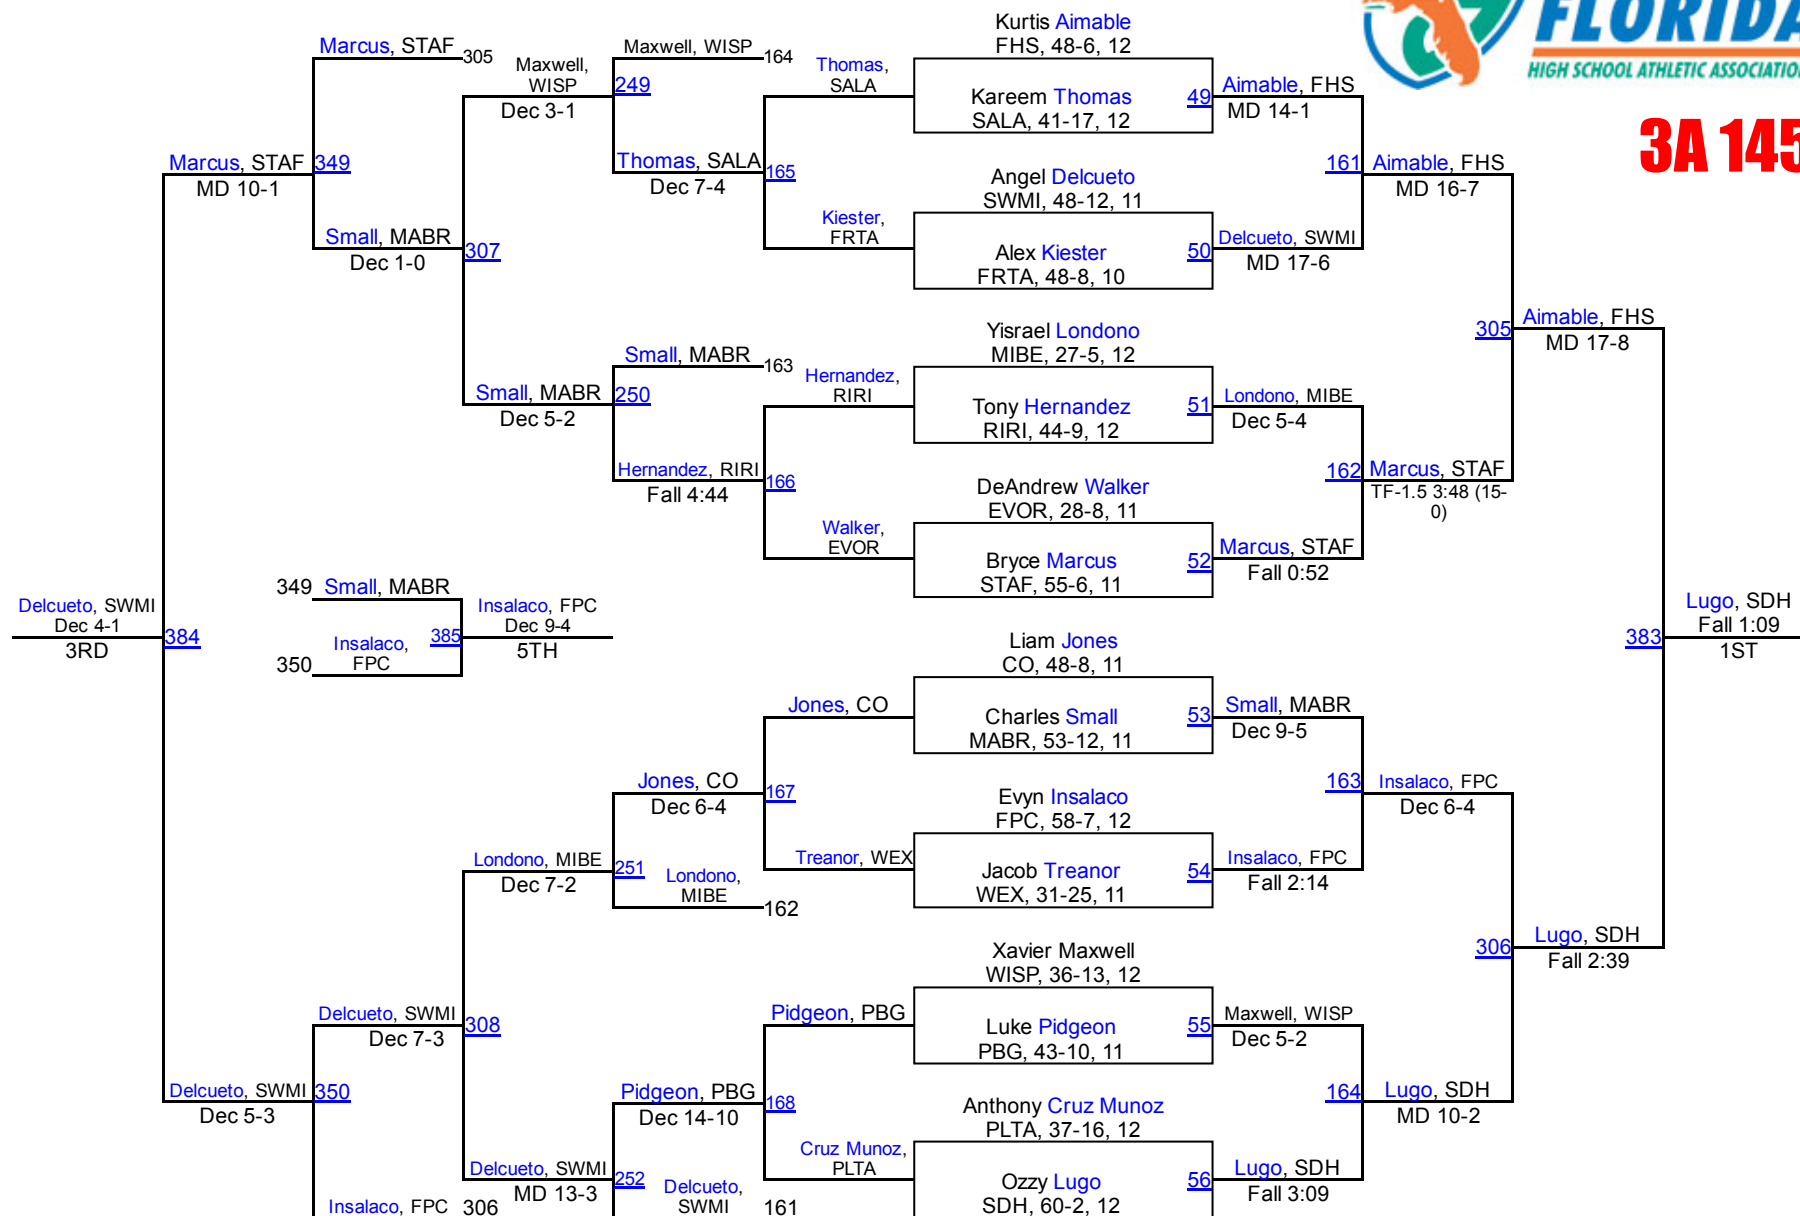 FLORIDA
HIGH SCHOOL ATHLETIC ASSOCIATION
3A 145
Marcus, STAF
305
Maxwell,
WISP
Dec 3-1
Maxwell, WISP
164
249
Thomas,
SALA
Kurtis Aimable
FHS, 48-6, 12
Kareem Thomas
SALA, 41-17, 12
49
Aimable, FHS
MD 14-1
Marcus, STAF
MD 10-1
349
Thomas, SALA
Dec 7-4
165
Angel Delcueto
SWMI, 48-12, 11
161
Aimable, FHS
MD 16-7
Small, MABR
Dec 1-0
307
Kiester,
FRTA
Alex Kiester
FRTA, 48-8, 10
50
Delcueto, SWMI
MD 17-6
Yisrael Londono
MIBE, 27-5, 12
305
Aimable, FHS
MD 17-8
Small, MABR
163
Small, MABR
Dec 5-2
250
Hernandez,
RIRI
Tony Hernandez
RIRI, 44-9, 12
51
Londono, MIBE
Dec 5-4
Hernandez, RIRI
Fall 4:44
166
DeAndrew Walker
EVOR, 28-8, 11
162
Marcus, STAF
TF-1.5 3:48 (15-
0)
Walker,
EVOR
Bryce Marcus
STAF, 55-6, 11
52
Marcus, STAF
Fall 0:52
349
Small, MABR
Delcueto, SWMI
Dec 4-1
3RD
384
Insalaco,
FPC
350
385
Insalaco, FPC
Dec 9-4
5TH
Liam Jones
CO, 48-8, 11
383
Lugo, SDH
Fall 1:09
1ST
Jones, CO
Charles Small
MABR, 53-12, 11
53
Small, MABR
Dec 9-5
Jones, CO
Dec 6-4
167
Evyn Insalaco
FPC, 58-7, 12
163
Insalaco, FPC
Dec 6-4
Londono, MIBE
Dec 7-2
251
Londono,
MIBE
162
Treanor, WEX
Jacob Treanor
WEX, 31-25, 11
54
Insalaco, FPC
Fall 2:14
Xavier Maxwell
WISP, 36-13, 12
306
Lugo, SDH
Fall 2:39
Delcueto, SWMI
Dec 7-3
308
Pidgeon, PBG
Luke Pidgeon
PBG, 43-10, 11
55
Maxwell, WISP
Dec 5-2
Delcueto, SWMI
Dec 5-3
350
Pidgeon, PBG
Dec 14-10
168
Anthony Cruz Munoz
PLTA, 37-16, 12
164
Lugo, SDH
MD 10-2
Delcueto, SWMI
MD 13-3
252
Cruz Munoz,
PLTA
Ozzy Lugo
SDH, 60-2, 12
56
Lugo, SDH
Fall 3:09
Insalaco, FPC
306
Delcueto,
SWMI
161